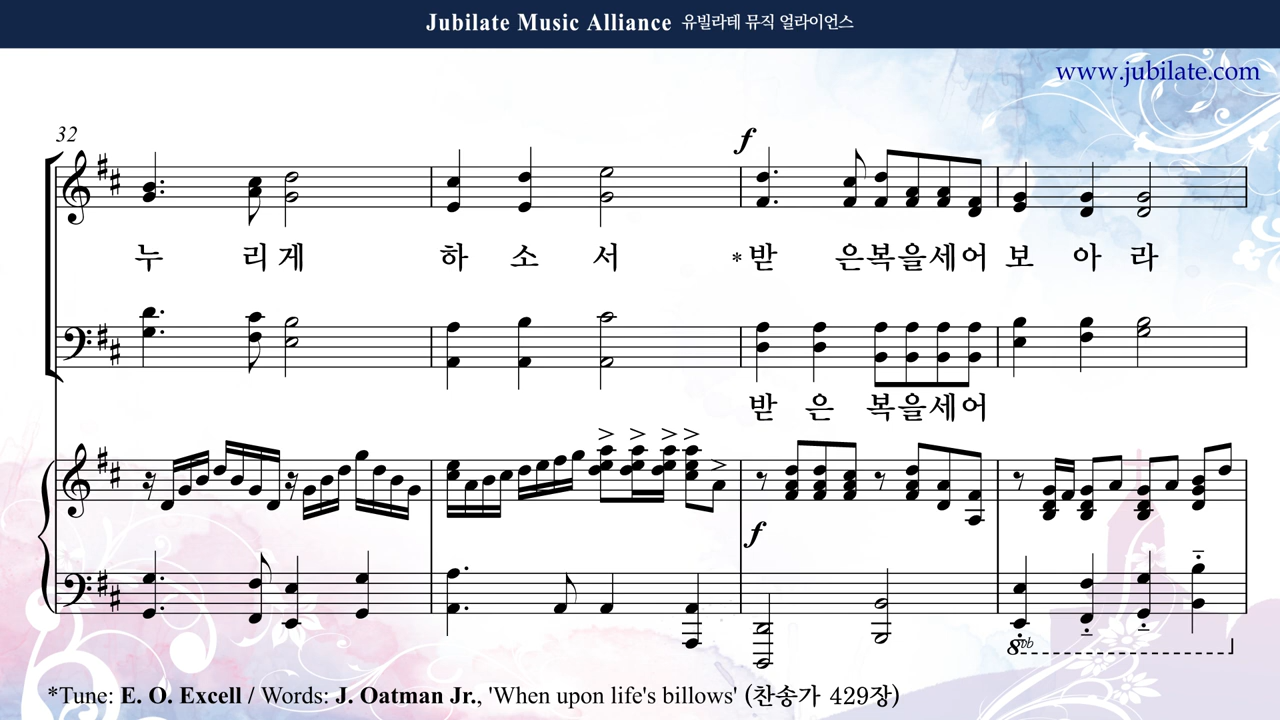 Jubilate Music Alliance 유빌라테 뮤직 얼라이언스
www.jubilate.com
32
f
누 리 게 하 소 서 *받 은 복 을 세 어 보 아 라
받 은 복 을 세 어
f
8vb
*Tune: E. O. Excell / Words: J. Oatman Jr., 'When upon life's billows' (찬송가 429장)